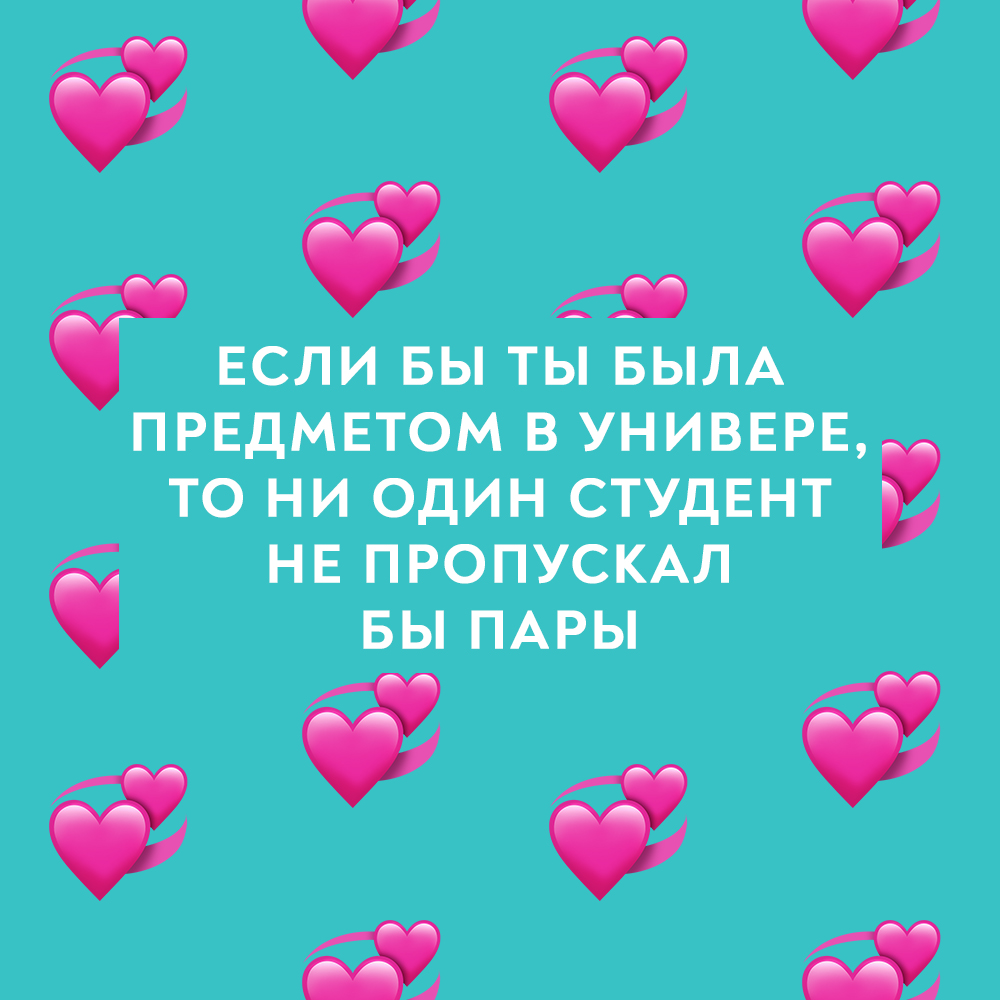 ЕСЛИ БЫ ТЫ БЫЛА
ПРЕДМЕТОМ В УНИВЕРЕ,
ТО НИ ОДИН СТУДЕНТ
НЕ ПРОПУСКАЛ
БЫ ПАРЫ